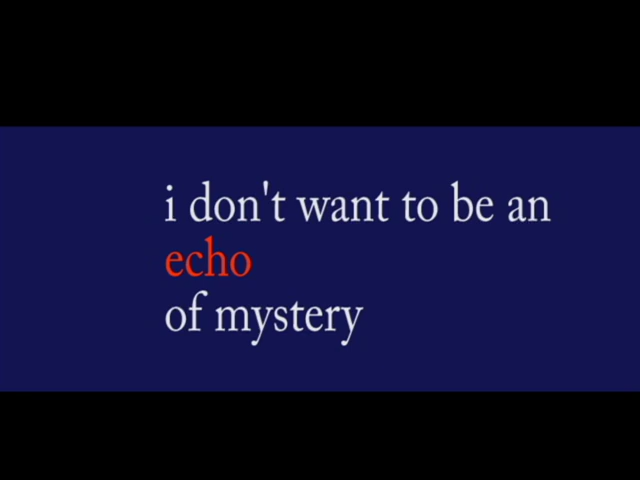 i don't want to be an
echo
of mystery